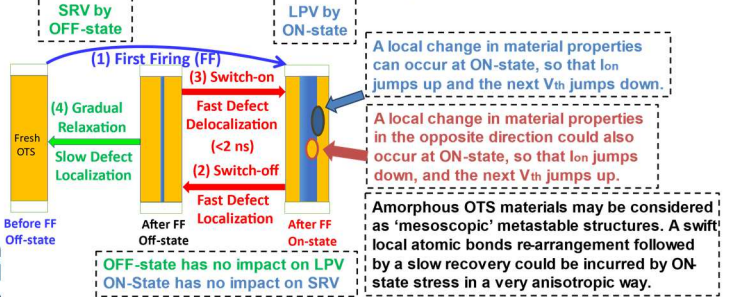 SRV by
OFF-state
LPV by
ON-state
(1) First Firing (FF)
(3) Switch-on
Fast Defect
Delocalization
(<2 ns)
(2) Switch-off
Fast Defect
Localization
(4) Gradual
Relaxation
Slow Defect
Localization
Fresh
OTS
Before FF
Off-state
After FF
Off-state
After FF
On-state
OFF-state has no impact on LPV
ON-State has no impact on SRV
A local change in material properties
can occur at ON-state, so that Ion
jumps up and the next Vth jumps down.
A local change in material properties
in the opposite direction could also
occur at ON-state, so that Ion jumps
down, and the next Vth jumps up.
Amorphous OTS materials may be considered
as ‘mesoscopic’ metastable structures. A swift
local atomic bonds re-arrangement followed
by a slow recovery could be incurred by ON-
state stress in a very anisotropic way.